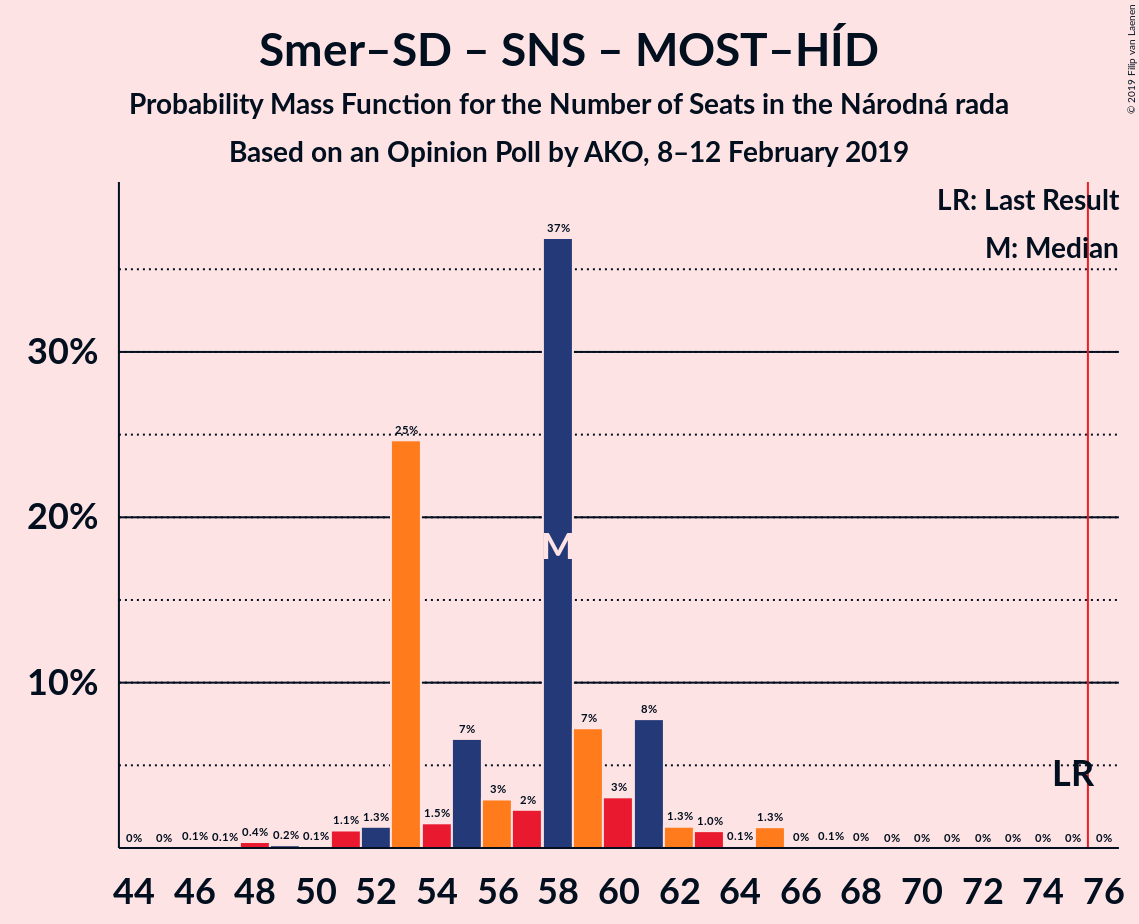 Smer–SD – SNS – MOST–HÍD
Probability Mass Function for the Number of Seats in the Národná rada
Based on an Opinion Poll by AKO, 8–12 February 2019
© 2019 Filip van Laenen
LR: Last Result
M: Median
37%
30%
25%
20%
M
10%
8%
7%
7%
LR
3%
3%
2%
1.5%
1.3%
1.3%
1.3%
1.1%
1.0%
0% 0% 0.1% 0.1% 0.4% 0.2% 0.1% 0.1% 0% 0.1% 0% 0% 0% 0% 0% 0% 0% 0% 0%
44 46 48 50 52 54 56 58 60 62 64 66 68 70 72 74 76